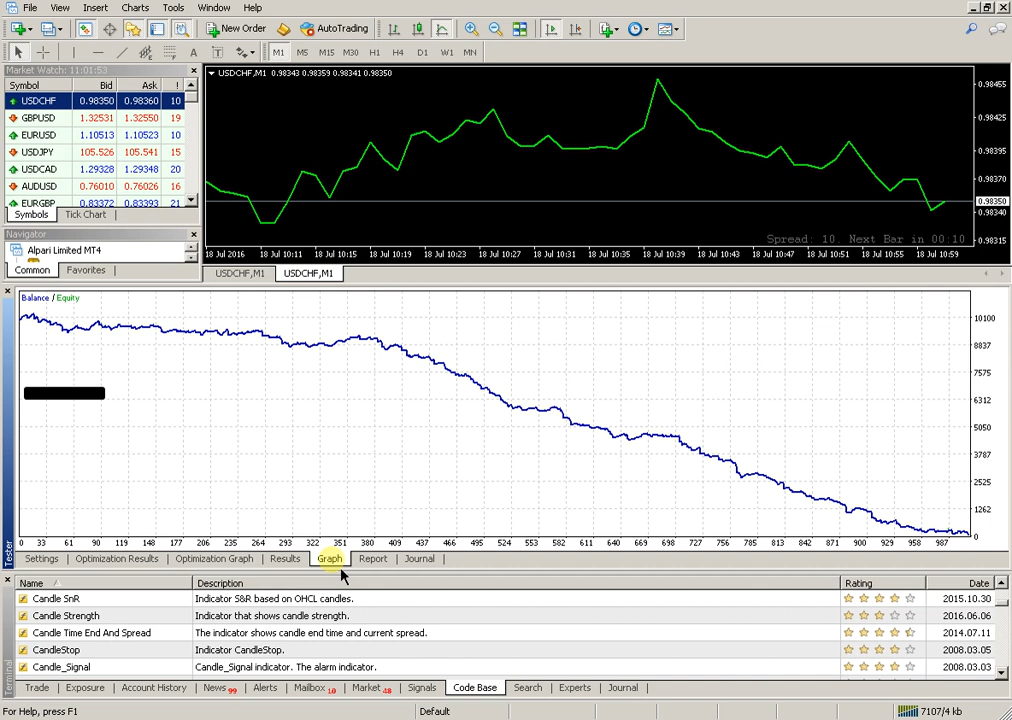 File View Insert Charts Tools Window Help
New Order AutoTrading
A T M1 M5 M15 M30 H1 H4 D1 W1 MN
Market Watch: 11:01:53
Symbol Bid Ask !
USDCHF 0.98350 0.98360 10
GBPUSD 1.32531 1.32550 19
EURUSD 1.10513 1.10523 10
USDJPY 105.526 105.541 15
USDCAD 1.29328 1.29348 20
AUDUSD 0.76010 0.76026 16
EURGBP 0.83372 0.83393 21
Symbols Tick Chart
Navigator
Alpari Limited MT4
Common Favorites
USDCHF,M1 0.98343 0.98359 0.98341 0.98350
0.98455
0.98425
0.98395
0.98370
0.98350
0.98340
0.98315
Spread: 10. Next Bar in 00:10
18 Jul 2016 18 Jul 10:11 18 Jul 10:15 18 Jul 10:19 18 Jul 10:23 18 Jul 10:27 18 Jul 10:31 18 Jul 10:35 18 Jul 10:39 18 Jul 10:43 18 Jul 10:47 18 Jul 10:51 18 Jul 10:55 18 Jul 10:59
USDCHF,M1 USDCHF,M1
Balance / Equity
10100
8837
7575
6312
5050
3787
2525
1262
0
0 33 61 90 119 148 177 206 235 264 293 322 351 380 409 437 466 495 524 553 582 611 640 669 698 727 756 785 813 842 871 900 929 958 987
Tester
Settings Optimization Results Optimization Graph Results Graph Report Journal
Name Description Rating Date
Candle SnR Indicator S&R based on OHCL candles. 2015.10.30
Candle Strength Indicator that shows candle strength. 2016.06.06
Candle Time End And Spread The indicator shows candle end time and current spread. 2014.07.11
CandleStop Indicator CandleStop. 2008.03.05
Candle_Signal Candle_Signal indicator. The alarm indicator. 2008.03.03
Terminal
Trade Exposure Account History News 99 Alerts Mailbox 10 Market 48 Signals Code Base Search Experts Journal
For Help, press F1 Default 7107/4 kb